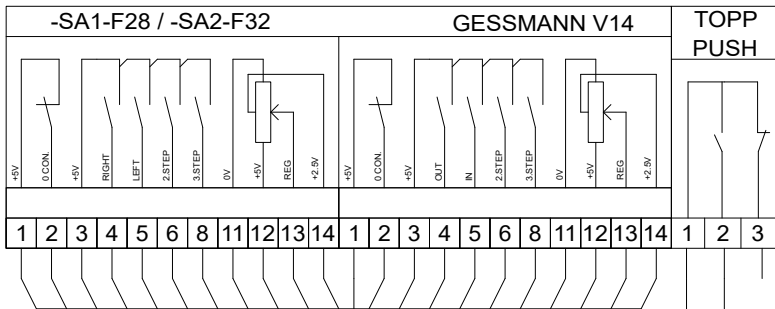 -SA1-F28 / -SA2-F32 GESSMANN V14 TOPP
PUSH
+5V 0 CON. +5V RIGHT LEFT 2.STEP 3.STEP 0V +5V REG +2.5V +5V 0 CON. +5V OUT IN 2.STEP 3.STEP 0V +5V REG +2.5V
1 2 3 4 5 6 8 11 12 13 14 1 2 3 4 5 6 8 11 12 13 14 1 2 3